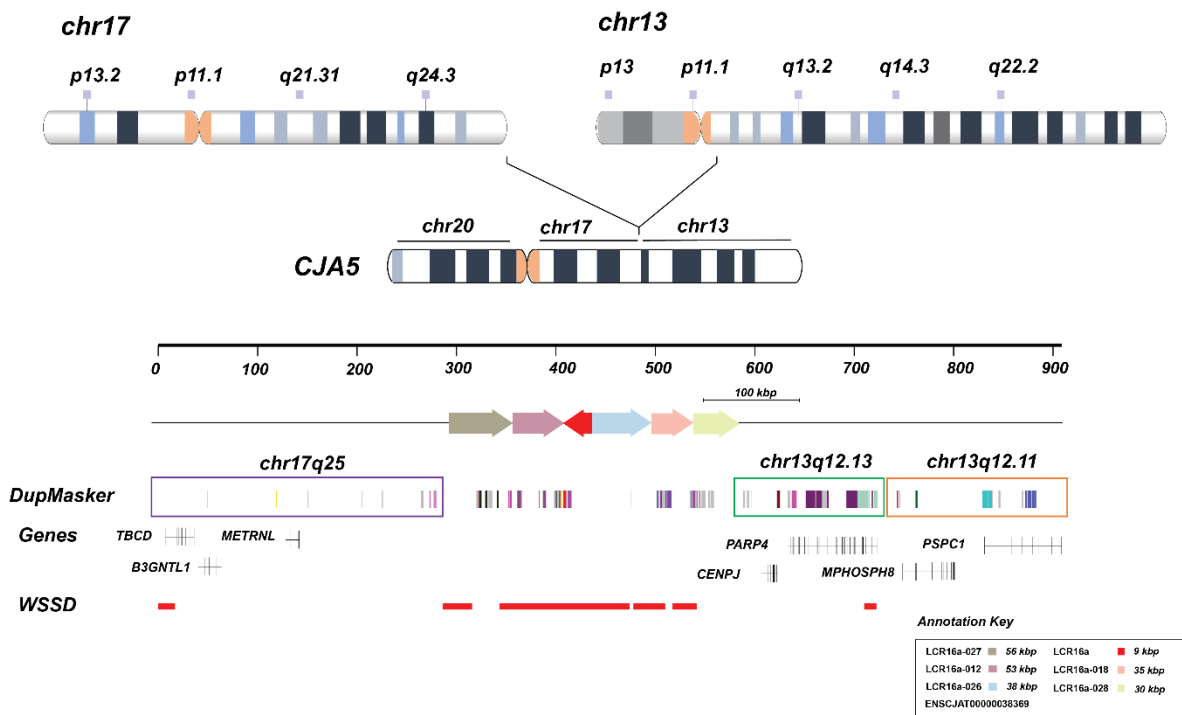 chr17
chr13
p13.2 p11.1 q21.31 q24.3
p13 p11.1 q13.2 q14.3 q22.2
chr20 chr17 chr13
CJA5
0 100 200 300 400 500 600 700 800 900
100 kbp
chr17q25 chr13q12.13 chr13q12.11
DupMasker
Genes
TBCD METRNL PARP4 PSPC1
B3GNTL1 CENPJ MPHOSPH8
WSSD
Annotation Key
LCR16a-027 56 kbp LCR16a 9 kbp
LCR16a-012 53 kbp LCR16a-018 35 kbp
LCR16a-026 38 kbp LCR16a-028 30 kbp
ENSCJAT00000038369